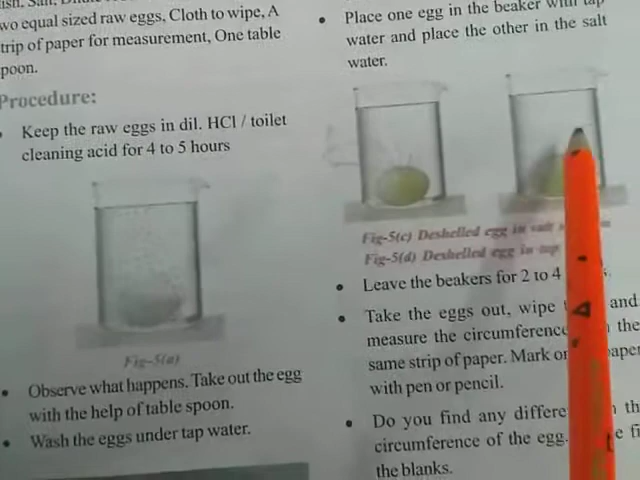 wo equal sized raw eggs, Cloth to wipe, A
trip of paper for measurement, One table
poon.
Procedure:
Keep the raw eggs in dil. HCl / toilet
cleaning acid for 4 to 5 hours
Fig-5(a)
• Observe what happens. Take out the egg
with the help of table spoon.
• Wash the eggs under tap water.
• Place one egg in the beaker with tap
water and place the other in the salt
water.
Fig-5(c) Deshelled egg in salt
Fig-5(d) Deshelled egg in tap
• Leave the beakers for 2 to 4
• Take the eggs out, wipe and
measure the circumference the
same strip of paper. Mark on paper
with pen or pencil.
• Do you find any differe th
circumference of the egg. e fi
the blanks.